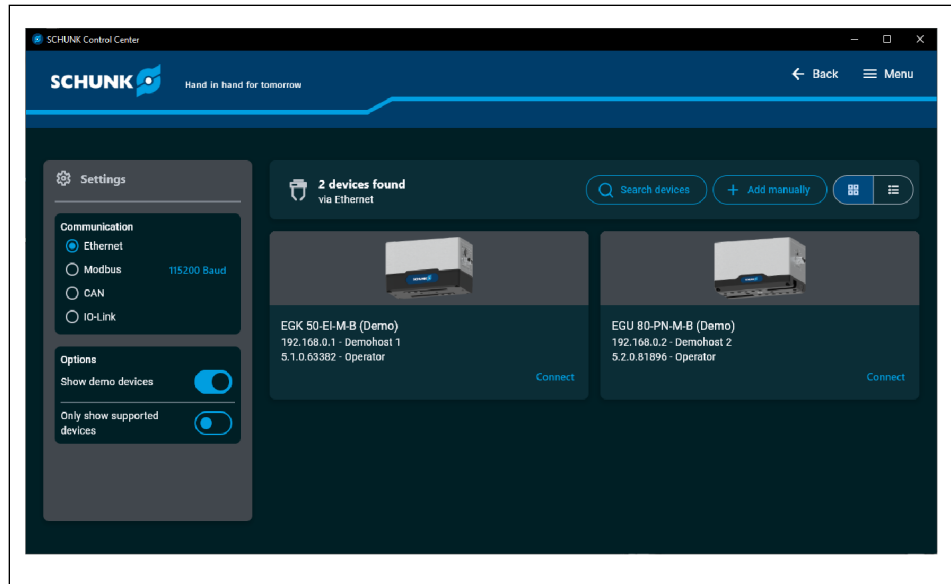 SCHUNK Control Center
SCHUNK
Hand in hand for tomorrow
Back
Menu
Settings
Communication
Ethernet
Modbus 115200 Baud
CAN
IO-Link
Options
Show demo devices
Only show supported
devices
2 devices found
via Ethernet
Search devices
Add manually
SCHUNK
EGK 50-EI-M-B (Demo)
192.168.0.1 - Demohost 1
5.1.0.63382 - Operator
Connect
EGU 80-PN-M-B (Demo)
192.168.0.2 - Demohost 2
5.2.0.81896 - Operator
Connect